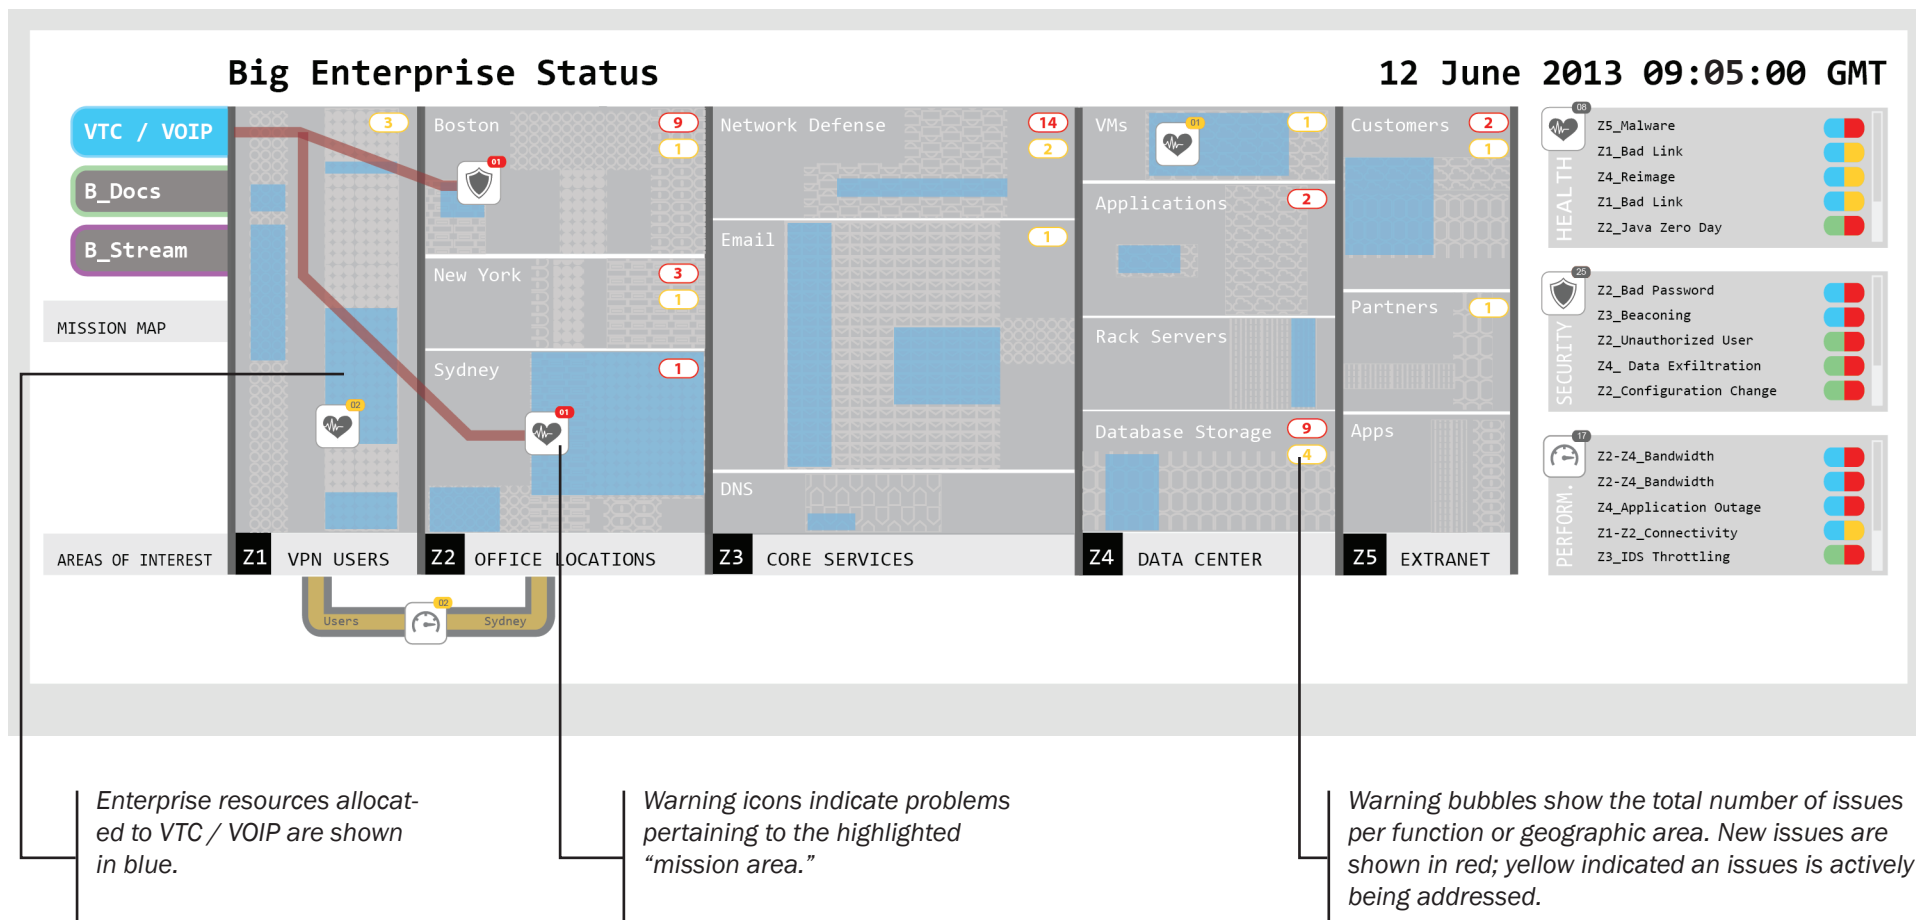 Big Enterprise Status
12 June 2013 09:05:00 GMT
VTC / VOIP
B_Docs
B_Stream
MISSION MAP
AREAS OF INTEREST
3
Z1 VPN USERS
Boston
9
1
01
New York
3
1
Sydney
1
01
02
Z2 OFFICE LOCATIONS
Users
02
Sydney
Network Defense
14
2
Email
1
DNS
Z3 CORE SERVICES
VMs
01
1
Applications
2
Rack Servers
Database Storage
9
4
Z4 DATA CENTER
Customers
2
1
Partners
1
Apps
Z5 EXTRANET
08
HEALTH
Z5_Malware
Z1_Bad Link
Z4_Reimage
Z1_Bad Link
Z2_Java Zero Day
25
SECURITY
Z2_Bad Password
Z3_Beaconing
Z2_Unauthorized User
Z4_ Data Exfiltration
Z2_Configuration Change
17
PERFORM.
Z2-Z4_Bandwidth
Z2-Z4_Bandwidth
Z4_Application Outage
Z1-Z2_Connectivity
Z3_IDS Throttling
Enterprise resources allocat-
ed to VTC / VOIP are shown
in blue.
Warning icons indicate problems
pertaining to the highlighted
“mission area.”
Warning bubbles show the total number of issues
per function or geographic area. New issues are
shown in red; yellow indicated an issues is actively
being addressed.